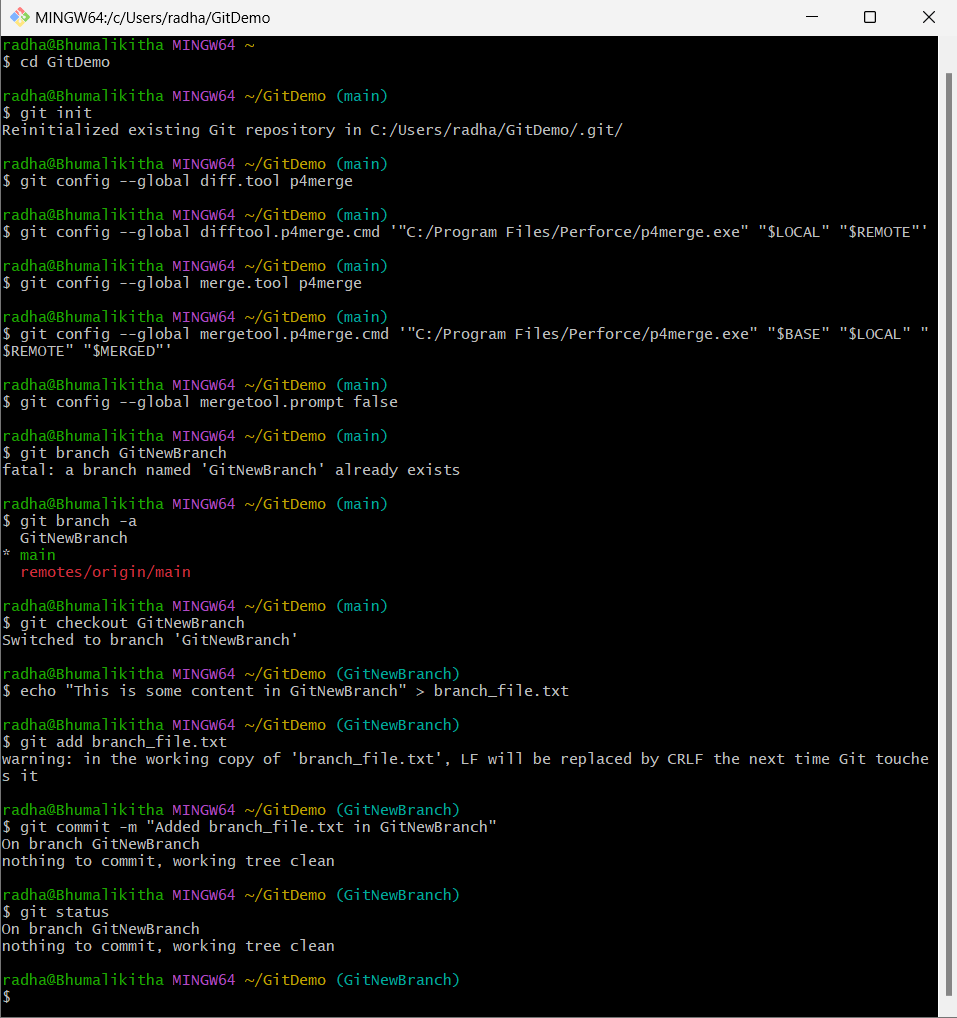 MINGW64:/c/Users/radha/GitDemo
radha@Bhumalikitha MINGW64 ~
$ cd GitDemo
radha@Bhumalikitha MINGW64 ~/GitDemo (main)
$ git init
Reinitialized existing Git repository in C:/Users/radha/GitDemo/.git/
radha@Bhumalikitha MINGW64 ~/GitDemo (main)
$ git config --global diff.tool p4merge
radha@Bhumalikitha MINGW64 ~/GitDemo (main)
$ git config --global difftool.p4merge.cmd '"C:/Program Files/Perforce/p4merge.exe" "$LOCAL" "$REMOTE"'
radha@Bhumalikitha MINGW64 ~/GitDemo (main)
$ git config --global merge.tool p4merge
radha@Bhumalikitha MINGW64 ~/GitDemo (main)
$ git config --global mergetool.p4merge.cmd '"C:/Program Files/Perforce/p4merge.exe" "$BASE" "$LOCAL" "
$REMOTE" "$MERGED"'
radha@Bhumalikitha MINGW64 ~/GitDemo (main)
$ git config --global mergetool.prompt false
radha@Bhumalikitha MINGW64 ~/GitDemo (main)
$ git branch GitNewBranch
fatal: a branch named 'GitNewBranch' already exists
radha@Bhumalikitha MINGW64 ~/GitDemo (main)
$ git branch -a
  GitNewBranch
* main
  remotes/origin/main
radha@Bhumalikitha MINGW64 ~/GitDemo (main)
$ git checkout GitNewBranch
Switched to branch 'GitNewBranch'
radha@Bhumalikitha MINGW64 ~/GitDemo (GitNewBranch)
$ echo "This is some content in GitNewBranch" > branch_file.txt
radha@Bhumalikitha MINGW64 ~/GitDemo (GitNewBranch)
$ git add branch_file.txt
warning: in the working copy of 'branch_file.txt', LF will be replaced by CRLF the next time Git touche
s it
radha@Bhumalikitha MINGW64 ~/GitDemo (GitNewBranch)
$ git commit -m "Added branch_file.txt in GitNewBranch"
On branch GitNewBranch
nothing to commit, working tree clean
radha@Bhumalikitha MINGW64 ~/GitDemo (GitNewBranch)
$ git status
On branch GitNewBranch
nothing to commit, working tree clean
radha@Bhumalikitha MINGW64 ~/GitDemo (GitNewBranch)
$